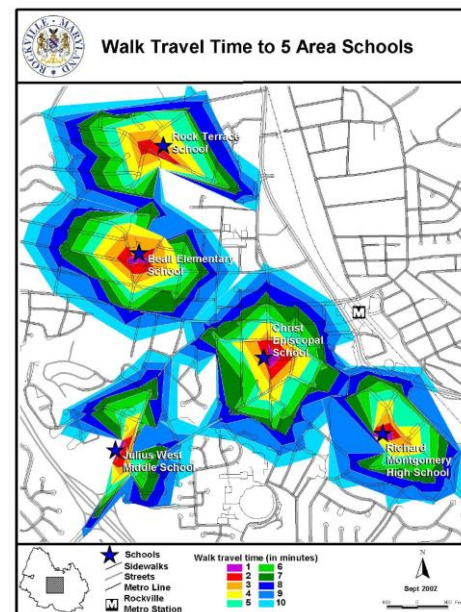 Walk Travel Time to 5 Area Schools
ROCKVILLE
MARYLAND
Rock Terrace
School
Beall Elementary
School
Christ
Episcopal
School
M
Julius West
Middle School
Richard
Montgomery
High School
Schools
Sidewalks
Streets
Metro Line
Rockville
M Metro Station
Walk travel time (in minutes)
1 6
2 7
3 8
4 9
5 10
N
Sept 2002